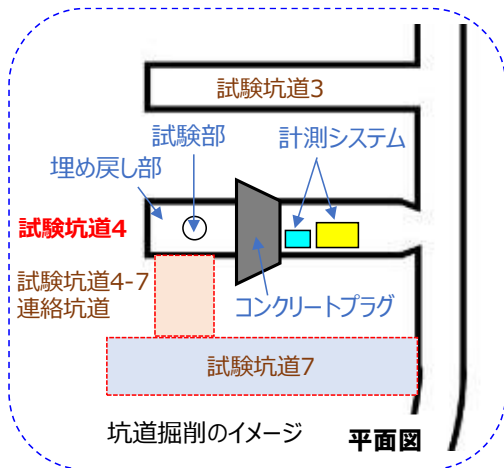 試験坑道3
試験部
計測システム
埋め戻し部
試験坑道4
試験坑道4-7
連絡坑道
コンクリートプラグ
試験坑道7
坑道掘削のイメージ
平面図